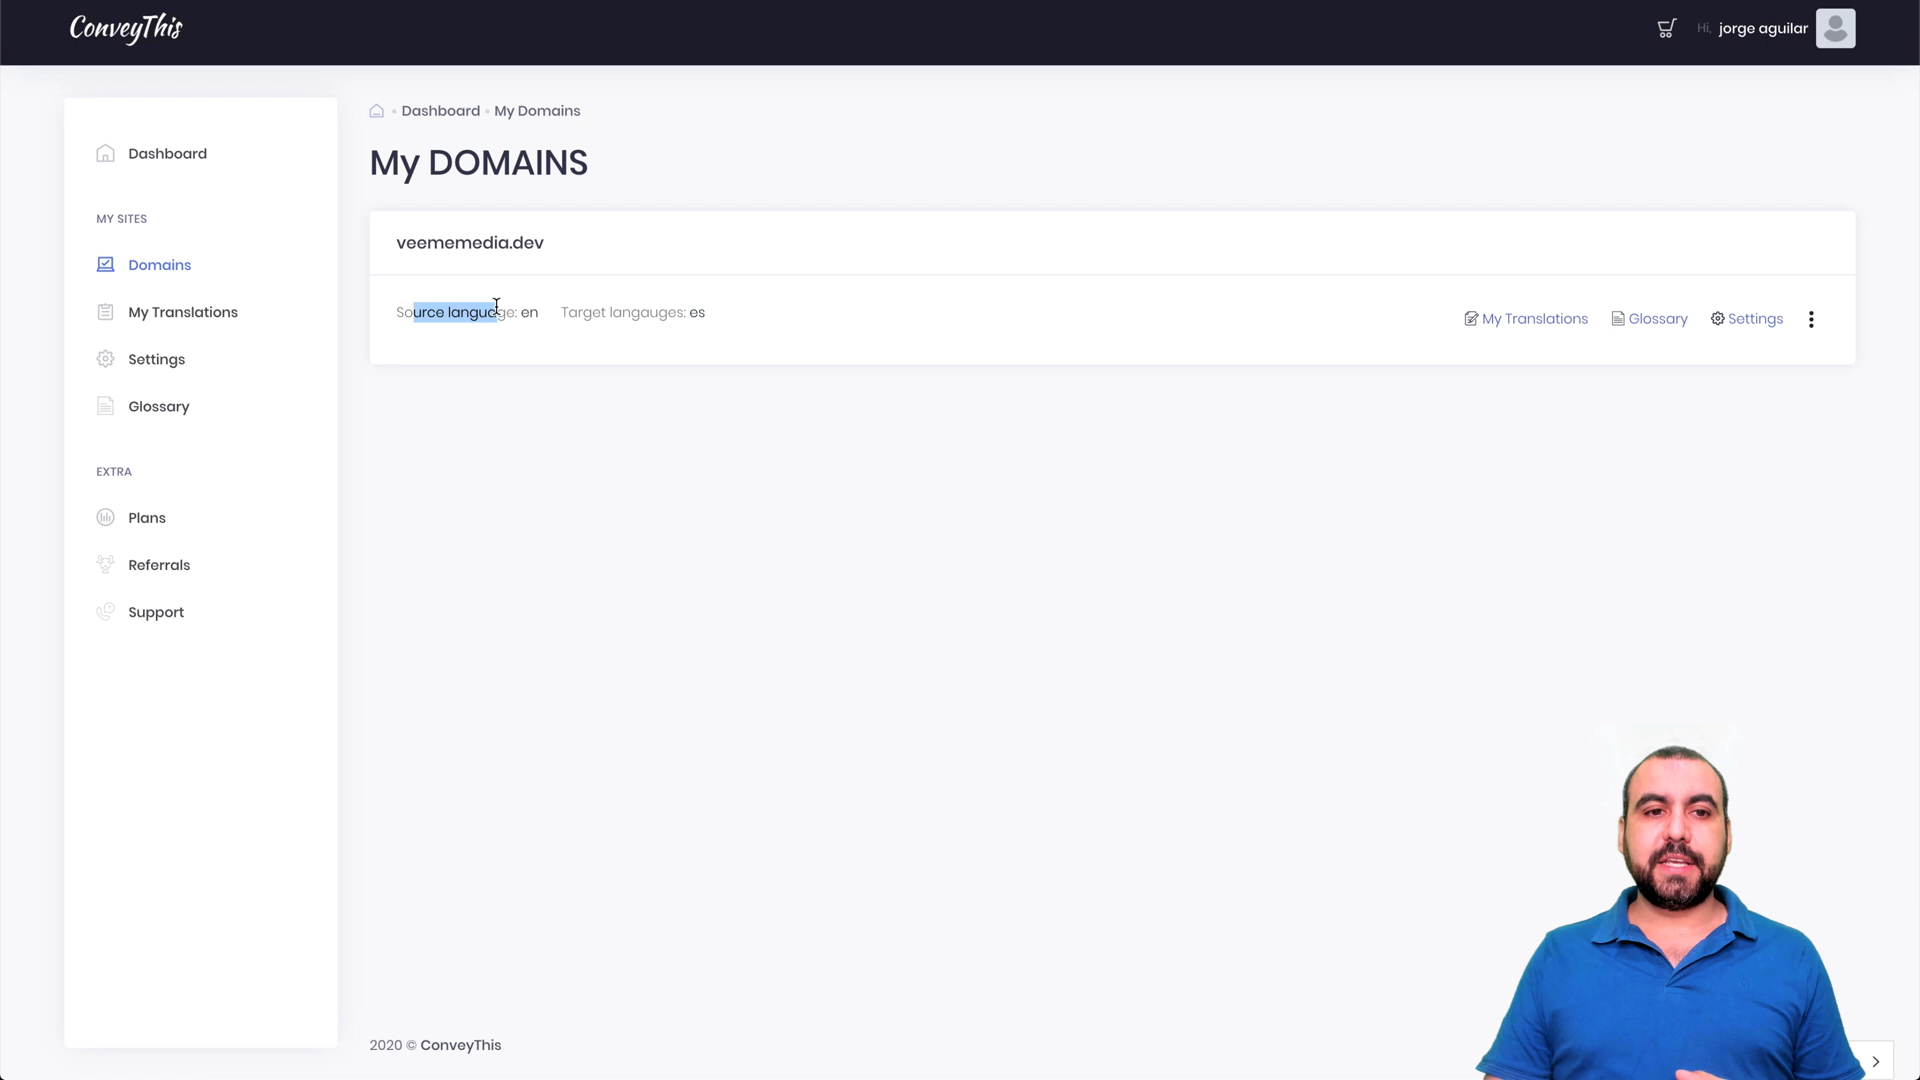 ConveyThis
Hi, jorge aguilar
Dashboard
MY SITES
Domains
My Translations
Settings
Glossary
EXTRA
Plans
Referrals
Support
Dashboard • My Domains
My DOMAINS
veememedia.dev
Source language: en Target langauges: es
My Translations Glossary Settings
2020 © ConveyThis